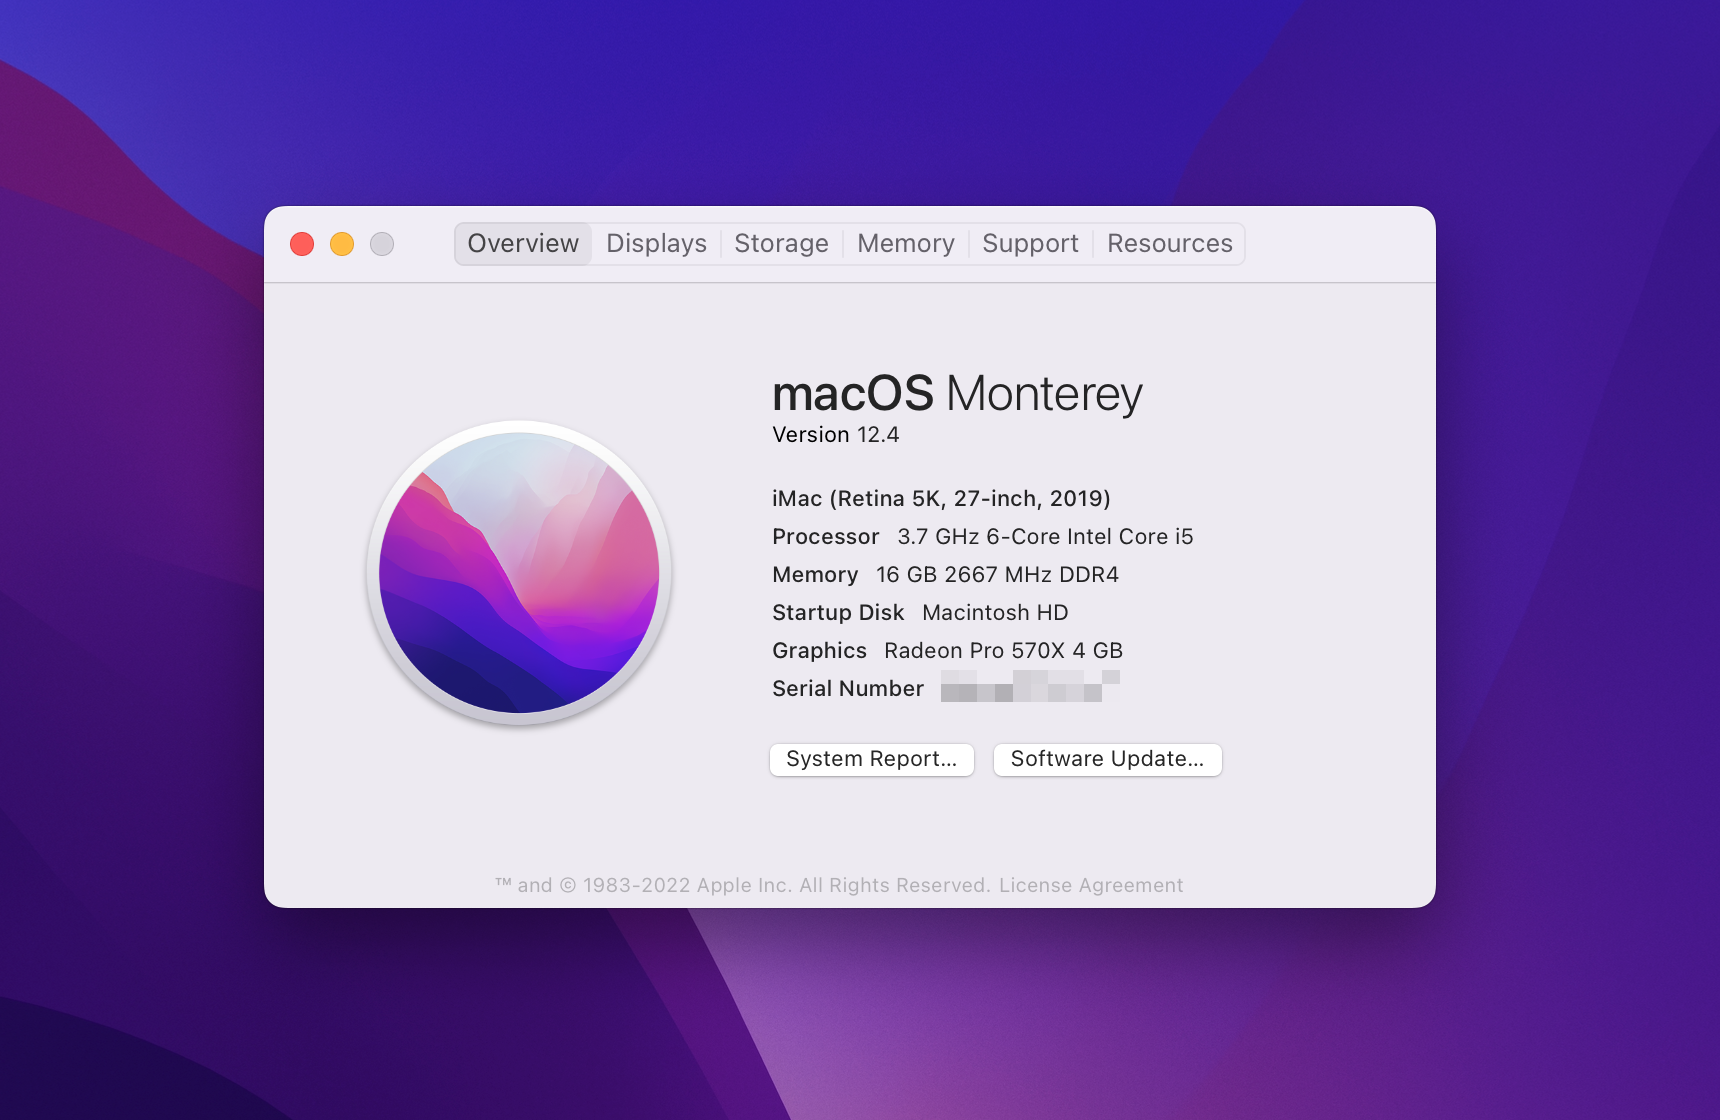 Overview Displays Storage Memory Support Resources
macOS Monterey
Version 12.4
iMac (Retina 5K, 27-inch, 2019)
Processor 3.7 GHz 6-Core Intel Core i5
Memory 16 GB 2667 MHz DDR4
Startup Disk Macintosh HD
Graphics Radeon Pro 570X 4 GB
Serial Number
System Report... Software Update...
™ and © 1983-2022 Apple Inc. All Rights Reserved. License Agreement